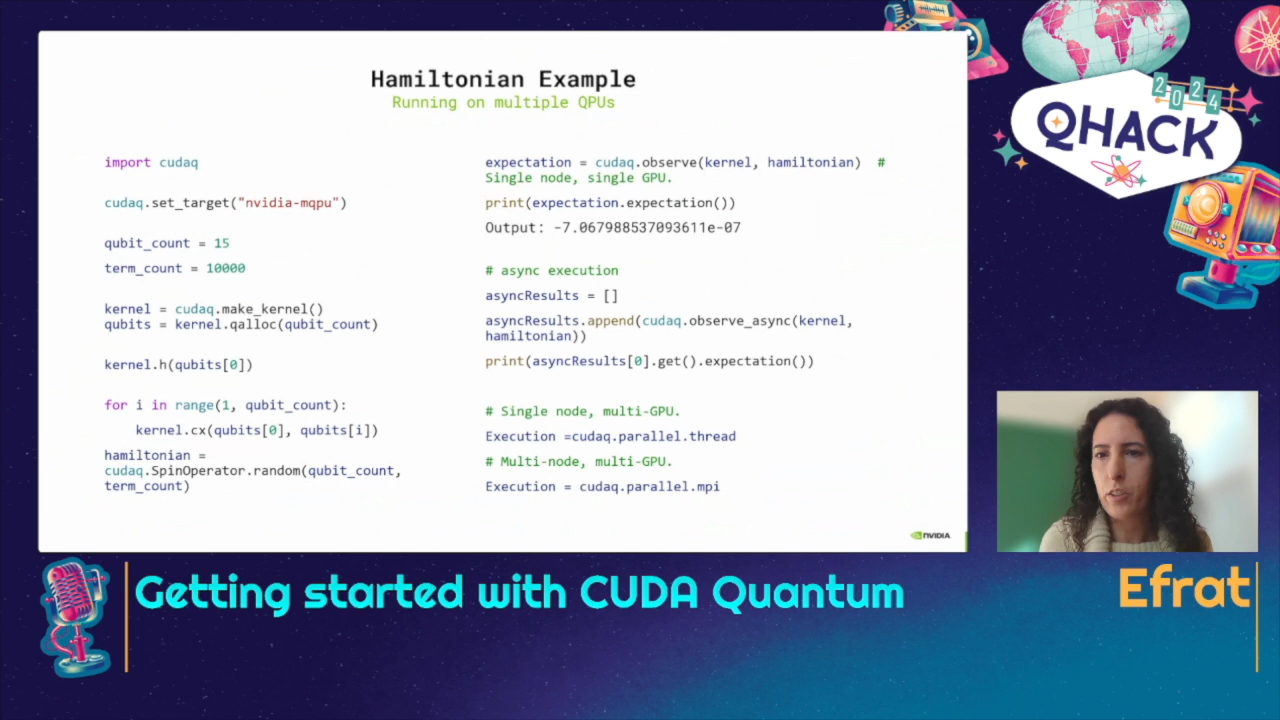 Hamiltonian Example
Running on multiple QPUs
import cudaq
cudaq.set_target("nvidia-mqpu")
qubit_count = 15
term_count = 10000
kernel = cudaq.make_kernel()
qubits = kernel.qalloc(qubit_count)
kernel.h(qubits[0])
for i in range(1, qubit_count):
    kernel.cx(qubits[0], qubits[i])
hamiltonian =
cudaq.SpinOperator.random(qubit_count,
term_count)
expectation = cudaq.observe(kernel, hamiltonian)  #
Single node, single GPU.
print(expectation.expectation())
Output: -7.067988537093611e-07
# async execution
asyncResults = []
asyncResults.append(cudaq.observe_async(kernel,
hamiltonian))
print(asyncResults[0].get().expectation())
# Single node, multi-GPU.
Execution =cudaq.parallel.thread
# Multi-node, multi-GPU.
Execution = cudaq.parallel.mpi
NVIDIA
2024
QHACK
Getting started with CUDA Quantum
Efrat